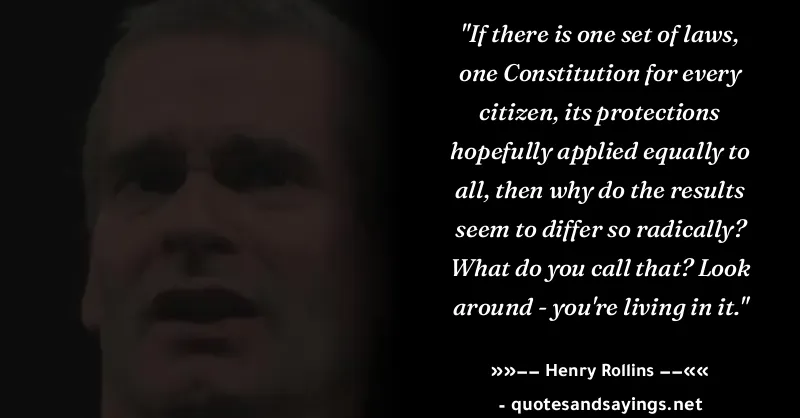 "If there is one set of laws,
one Constitution for every
citizen, its protections
hopefully applied equally to
all, then why do the results
seem to differ so radically?
What do you call that? Look
around - you're living in it."
»»−− Henry Rollins −−««
- quotesandsayings.net